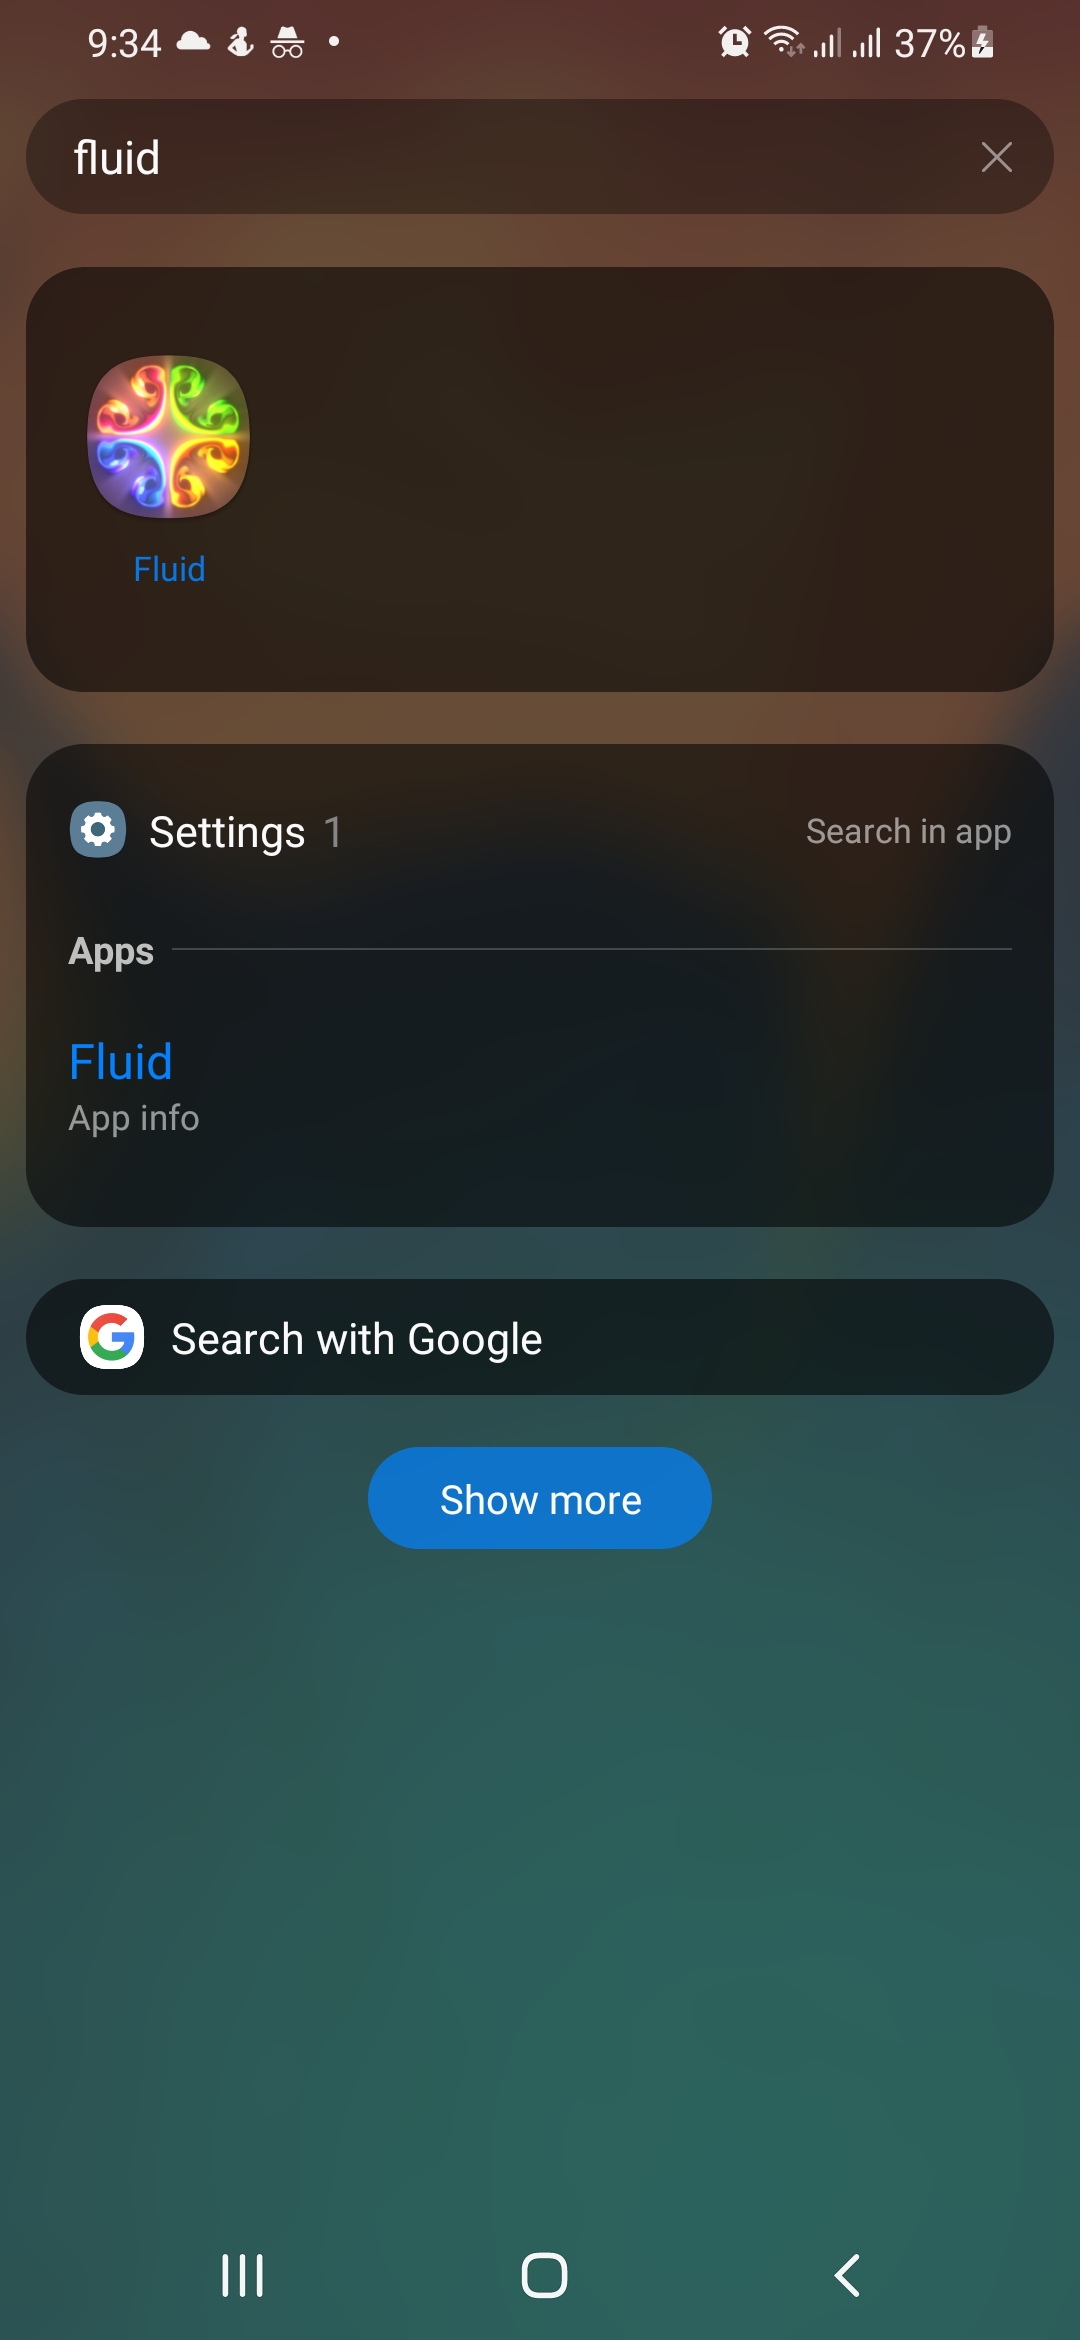 9:34
37%
fluid
Fluid
Settings 1
Search in app
Apps
Fluid
App info
Search with Google
Show more